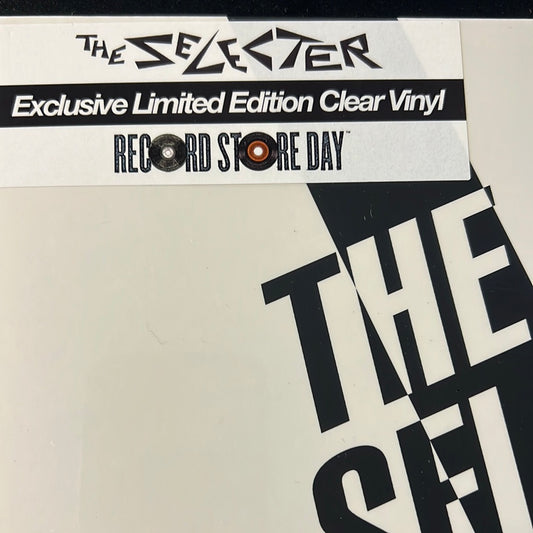 THE SELECTER
Exclusive Limited Edition Clear Vinyl
RECORD STORE DAY™
THE
SEL